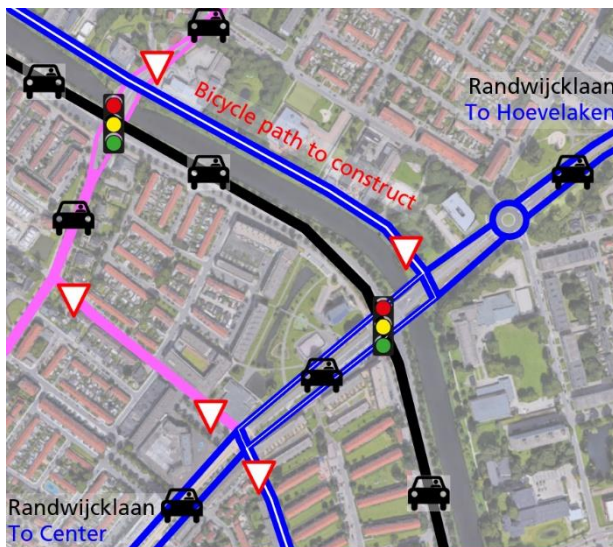 Randwijcklaan
To Hoevelaken
Bicycle path to construct
Randwijcklaan
To Center